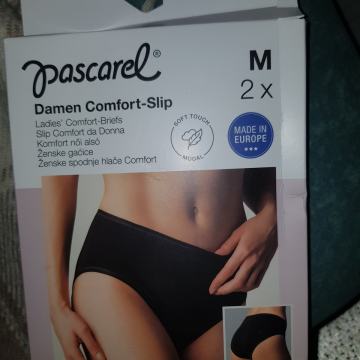 pascarel®
M
2 x
Damen Comfort-Slip
Ladies' Comfort-Briefs
Slip Comfort da Donna
Komfort női alsó
Ženske gaćice
Ženske spodnje hlače Comfort
SOFT TOUCH
MODAL
MADE IN
EUROPE